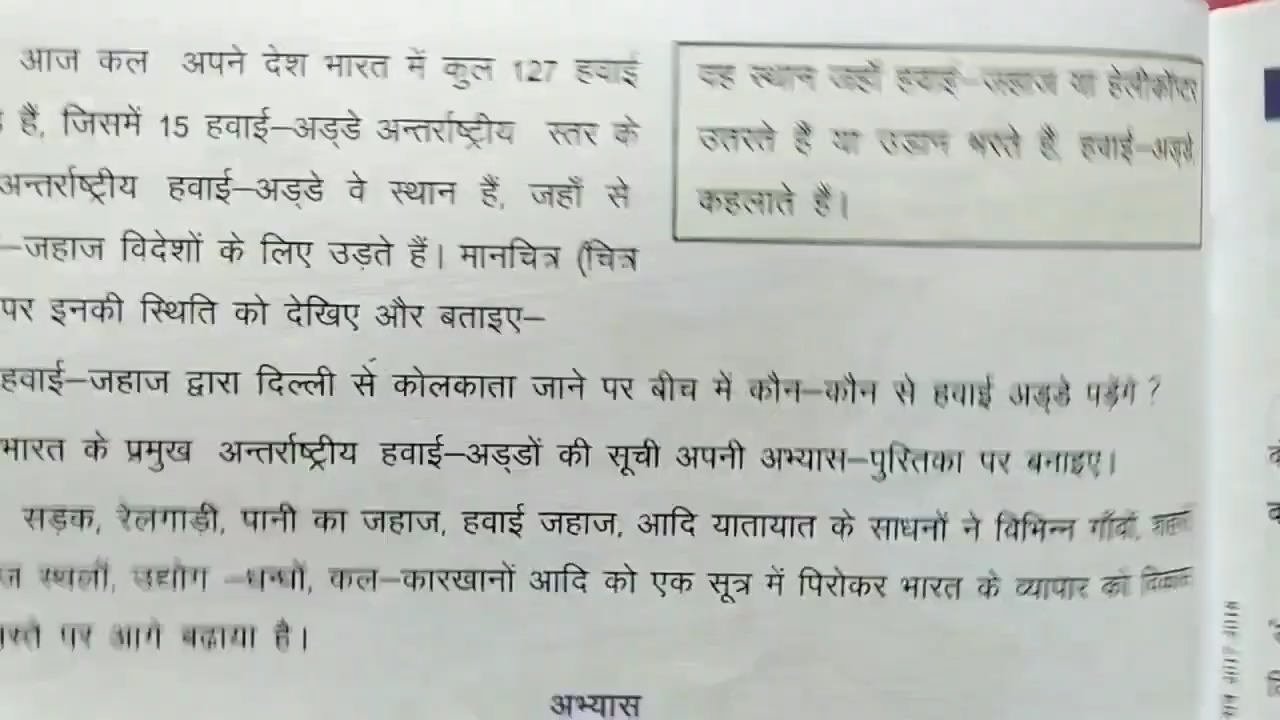 आज कल अपने देश भारत में कुल 127 हवाई
हैं, जिसमें 15 हवाई–अड्डे अन्तर्राष्ट्रीय स्तर के
अन्तर्राष्ट्रीय हवाई–अड्डे वे स्थान हैं, जहाँ से
–जहाज विदेशों के लिए उड़ते हैं। मानचित्र (चित्र
पर इनकी स्थिति को देखिए और बताइए–
वह स्थान जहाँ हवाई–जहाज या हेलीकॉप्टर
उतरते हैं या उड़ान भरते हैं, हवाई–अड्डे
कहलाते हैं।
हवाई–जहाज द्वारा दिल्ली से कोलकाता जाने पर बीच में कौन–कौन से हवाई अड्डे पड़ेंगे ?
भारत के प्रमुख अन्तर्राष्ट्रीय हवाई–अड्डों की सूची अपनी अभ्यास–पुस्तिका पर बनाइए।
सड़क, रेलगाड़ी, पानी का जहाज, हवाई जहाज, आदि यातायात के साधनों ने विभिन्न गाँवों,
स्थलों, उद्योग –धन्धों, कल–कारखानों आदि को एक सूत्र में पिरोकर भारत के व्यापार को विकास
पर आगे बढ़ाया है।
अभ्यास